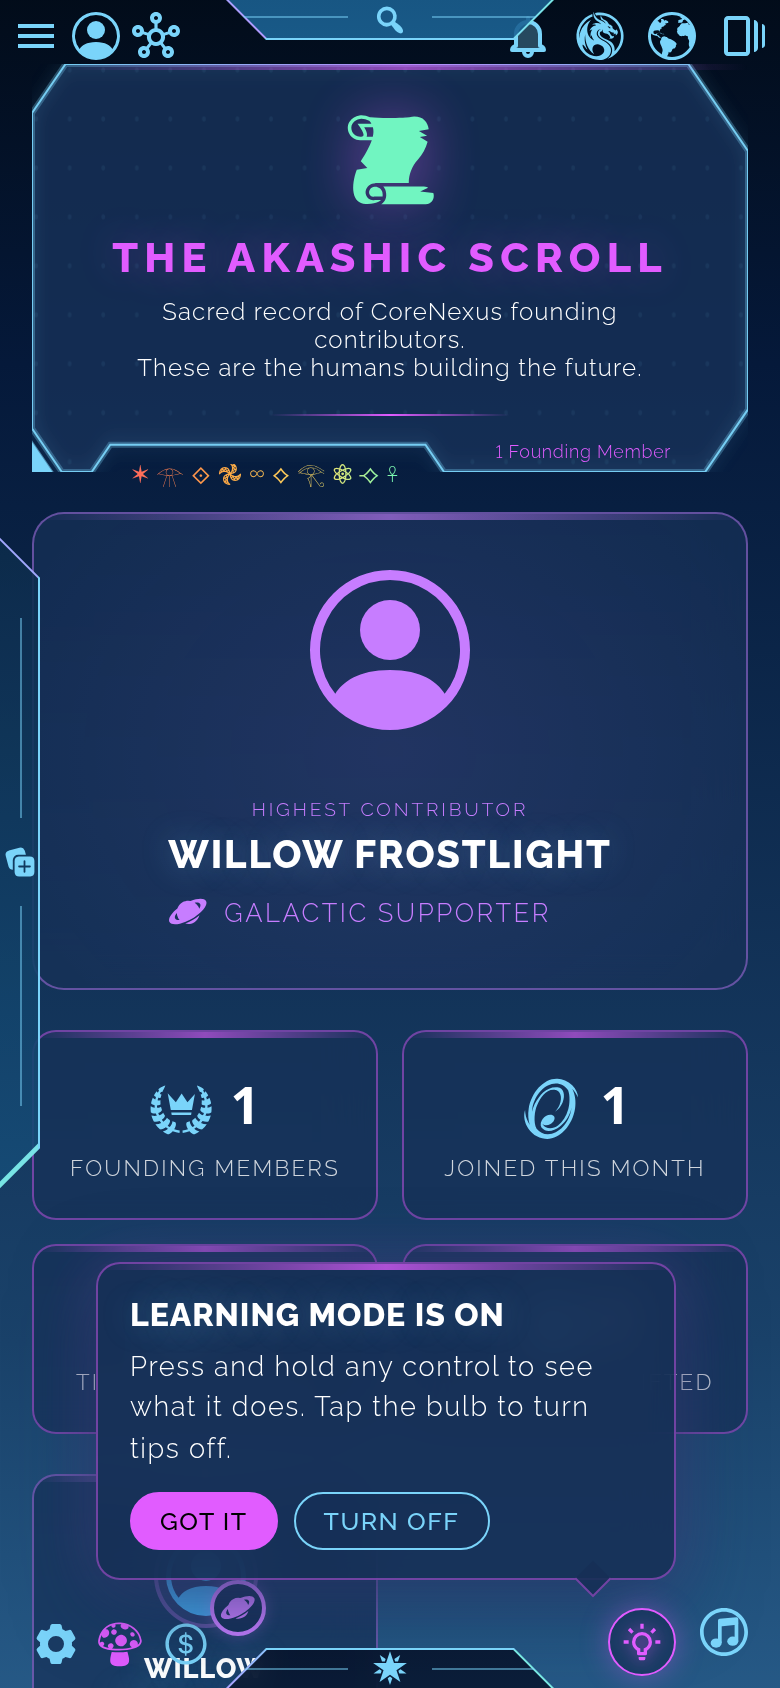 THE AKASHIC SCROLL
Sacred record of CoreNexus founding
contributors.
These are the humans building the future.
1 Founding Member
HIGHEST CONTRIBUTOR
WILLOW FROSTLIGHT
GALACTIC SUPPORTER
1
FOUNDING MEMBERS
1
JOINED THIS MONTH
LEARNING MODE IS ON
Press and hold any control to see
what it does. Tap the bulb to turn
tips off.
GOT IT
TURN OFF
WILLOW